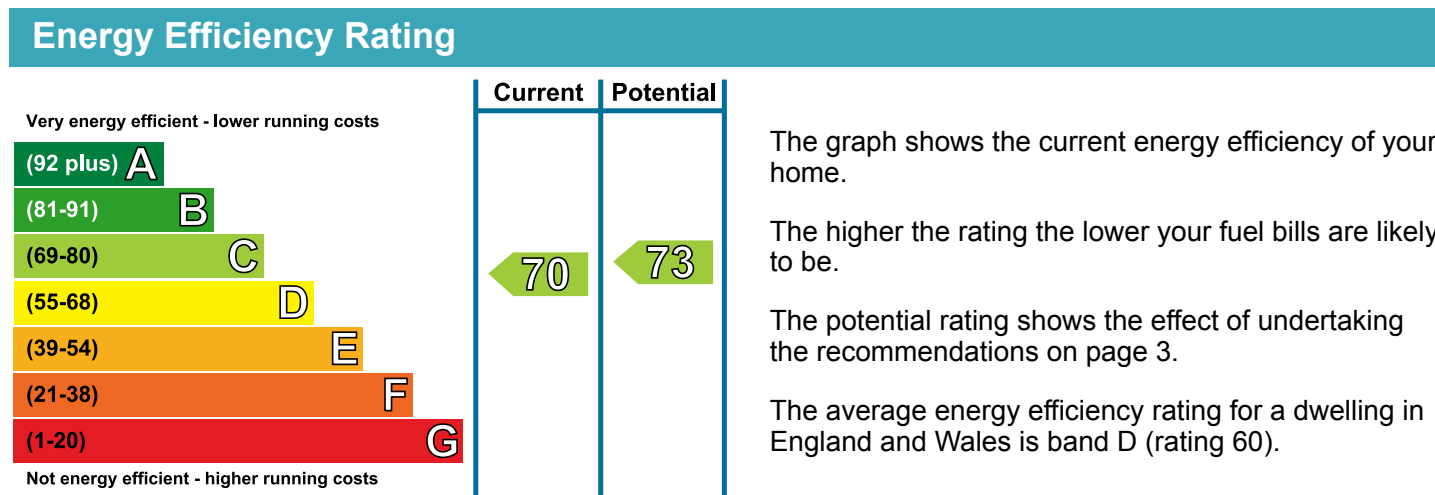 Energy Efficiency Rating
Current
Potential
Very energy efficient - lower running costs
(92 plus) A
(81-91) B
(69-80) C
(55-68) D
(39-54) E
(21-38) F
(1-20) G
Not energy efficient - higher running costs
70
73
The graph shows the current energy efficiency of your
home.
The higher the rating the lower your fuel bills are likely
to be.
The potential rating shows the effect of undertaking
the recommendations on page 3.
The average energy efficiency rating for a dwelling in
England and Wales is band D (rating 60).